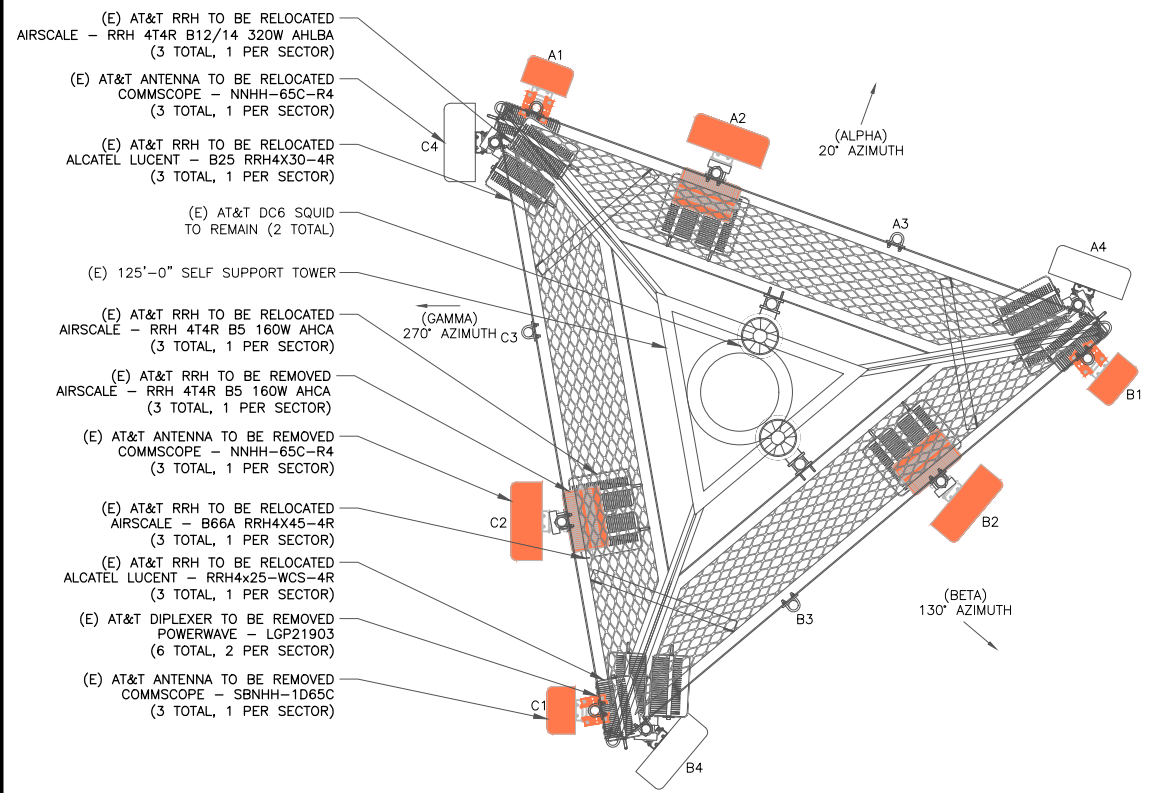 (E) AT&T RRH TO BE RELOCATED
AIRSCALE – RRH 4T4R B12/14 320W AHLBA
(3 TOTAL, 1 PER SECTOR)
(E) AT&T ANTENNA TO BE RELOCATED
COMMSCOPE – NNHH-65C-R4
(3 TOTAL, 1 PER SECTOR)
(E) AT&T RRH TO BE RELOCATED
ALCATEL LUCENT – B25 RRH4X30-4R
(3 TOTAL, 1 PER SECTOR)
(E) AT&T DC6 SQUID
TO REMAIN (2 TOTAL)
(E) 125'-0" SELF SUPPORT TOWER
(E) AT&T RRH TO BE RELOCATED
AIRSCALE – RRH 4T4R B5 160W AHCA
(3 TOTAL, 1 PER SECTOR)
(E) AT&T RRH TO BE REMOVED
AIRSCALE – RRH 4T4R B5 160W AHCA
(3 TOTAL, 1 PER SECTOR)
(E) AT&T ANTENNA TO BE REMOVED
COMMSCOPE – NNHH-65C-R4
(3 TOTAL, 1 PER SECTOR)
(E) AT&T RRH TO BE RELOCATED
AIRSCALE – B66A RRH4X45-4R
(3 TOTAL, 1 PER SECTOR)
(E) AT&T RRH TO BE RELOCATED
ALCATEL LUCENT – RRH4x25-WCS-4R
(3 TOTAL, 1 PER SECTOR)
(E) AT&T DIPLEXER TO BE REMOVED
POWERWAVE – LGP21903
(6 TOTAL, 2 PER SECTOR)
(E) AT&T ANTENNA TO BE REMOVED
COMMSCOPE – SBNHH-1D65C
(3 TOTAL, 1 PER SECTOR)
A1
A2
A3
A4
(ALPHA)
20° AZIMUTH
B1
B2
B3
B4
(BETA)
130° AZIMUTH
C4
C3
C2
C1
(GAMMA)
270° AZIMUTH